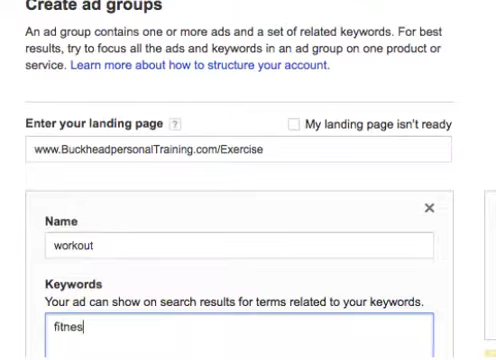 Create ad groups
An ad group contains one or more ads and a set of related keywords. For best
results, try to focus all the ads and keywords in an ad group on one product or
service. Learn more about how to structure your account.
Enter your landing page ? My landing page isn't ready
www.BuckheadpersonalTraining.com/Exercise
Name
workout
Keywords
Your ad can show on search results for terms related to your keywords.
fitnes